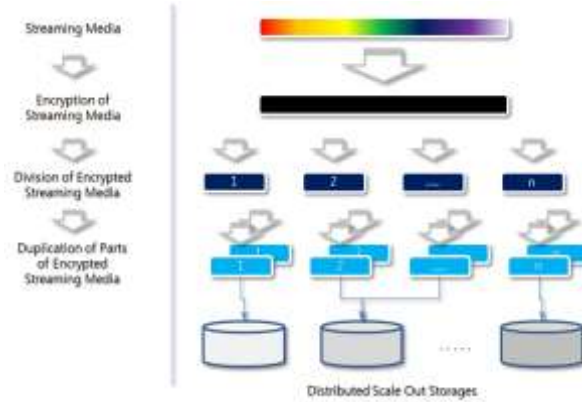 Streaming Media
Encryption of
Streaming Media
Division of Encrypted
Streaming Media
1
2
.....
n
Duplication of Parts
of Encrypted
Streaming Media
1
2
.....
n
.....
Distributed Scale Out Storages